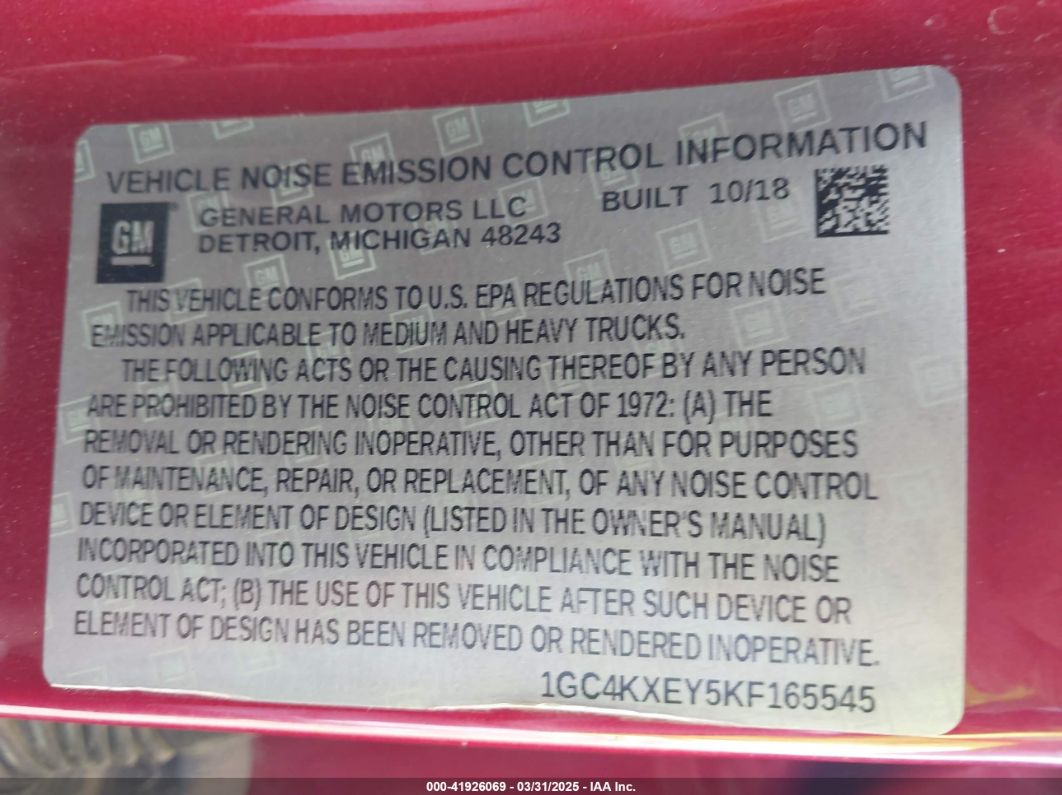 VEHICLE NOISE EMISSION CONTROL INFORMATION
GM
GENERAL MOTORS LLC BUILT 10/18
DETROIT, MICHIGAN 48243
THIS VEHICLE CONFORMS TO U.S. EPA REGULATIONS FOR NOISE
EMISSION APPLICABLE TO MEDIUM AND HEAVY TRUCKS.
THE FOLLOWING ACTS OR THE CAUSING THEREOF BY ANY PERSON
ARE PROHIBITED BY THE NOISE CONTROL ACT OF 1972: (A) THE
REMOVAL OR RENDERING INOPERATIVE, OTHER THAN FOR PURPOSES
OF MAINTENANCE, REPAIR, OR REPLACEMENT, OF ANY NOISE CONTROL
DEVICE OR ELEMENT OF DESIGN (LISTED IN THE OWNER'S MANUAL)
INCORPORATED INTO THIS VEHICLE IN COMPLIANCE WITH THE NOISE
CONTROL ACT; (B) THE USE OF THIS VEHICLE AFTER SUCH DEVICE OR
ELEMENT OF DESIGN HAS BEEN REMOVED OR RENDERED INOPERATIVE.
1GC4KXEY5KF165545
000-41926069 - 03/31/2025 - IAA Inc.